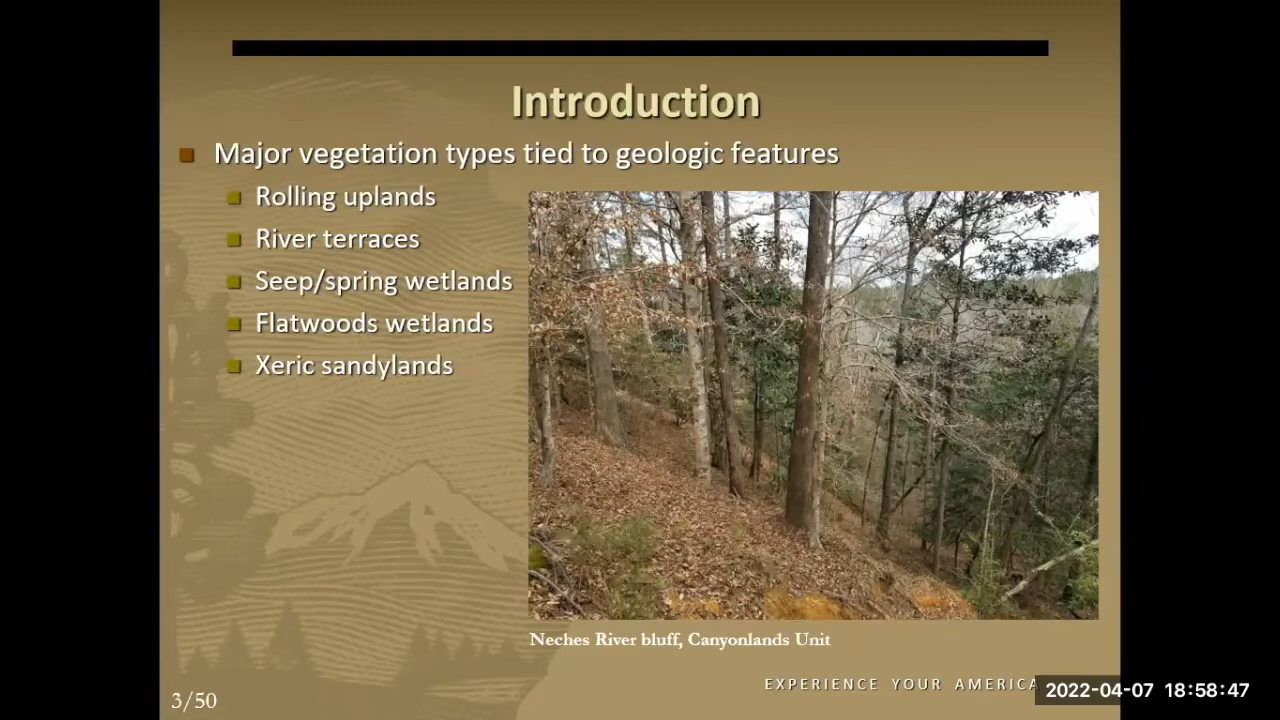 Introduction
Major vegetation types tied to geologic features
Rolling uplands
River terraces
Seep/spring wetlands
Flatwoods wetlands
Xeric sandylands
Neches River bluff, Canyonlands Unit
EXPERIENCE YOUR AMERICA
2022-04-07 18:58:47
3/50